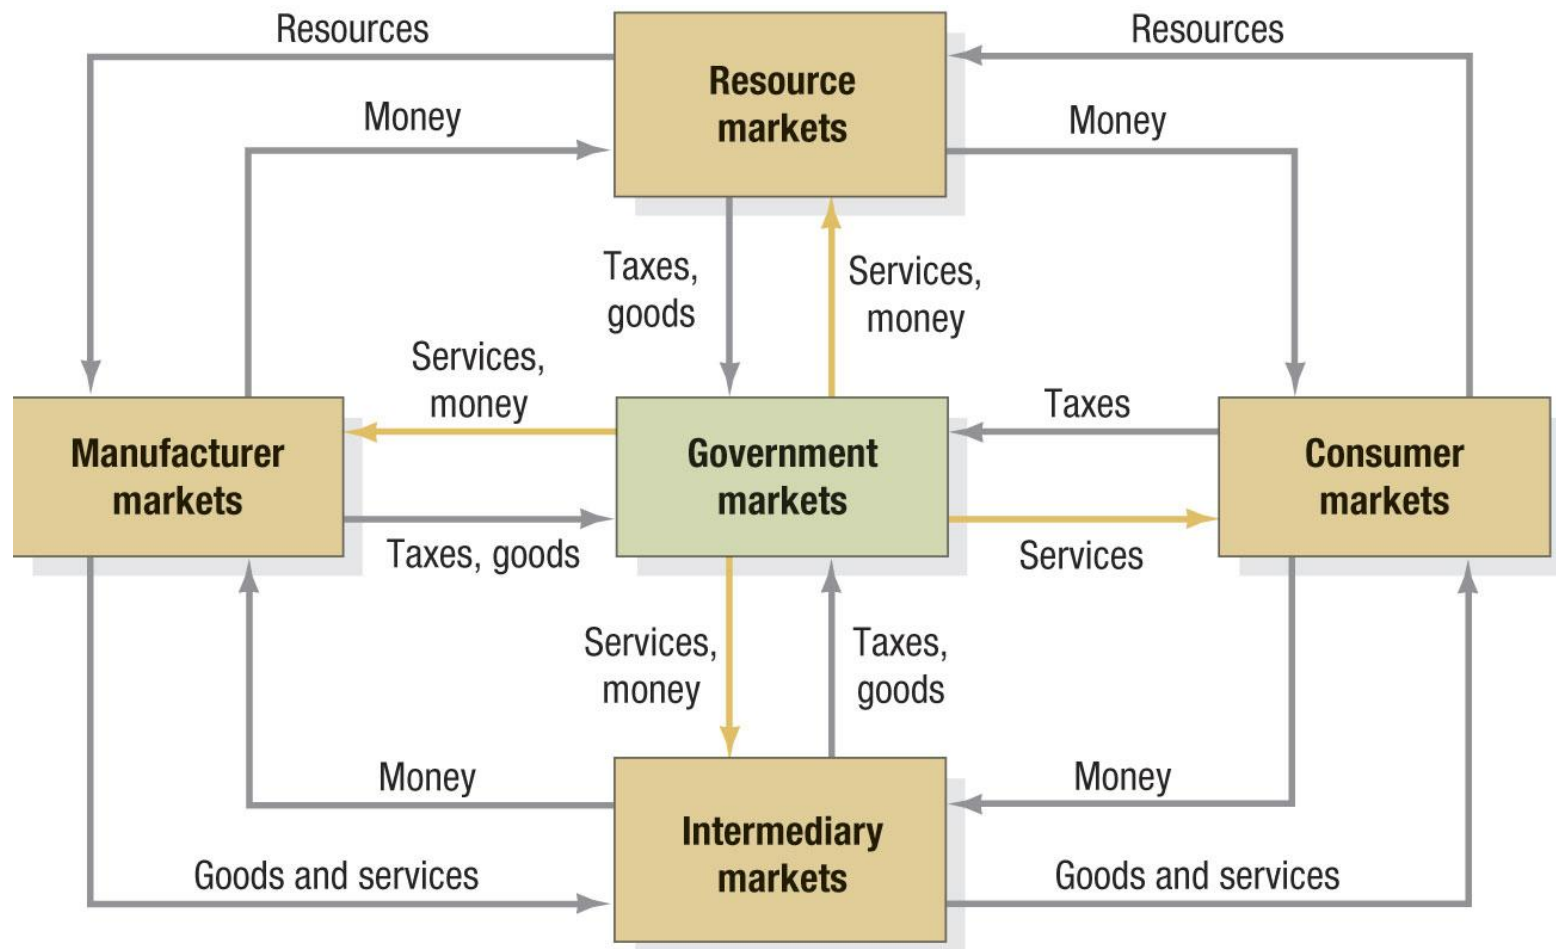 Resources
Resources
Resource
markets
Money
Money
Taxes,
goods
Services,
money
Services,
money
Taxes
Manufacturer
markets
Government
markets
Consumer
markets
Taxes, goods
Services
Services,
money
Taxes,
goods
Money
Money
Intermediary
markets
Goods and services
Goods and services